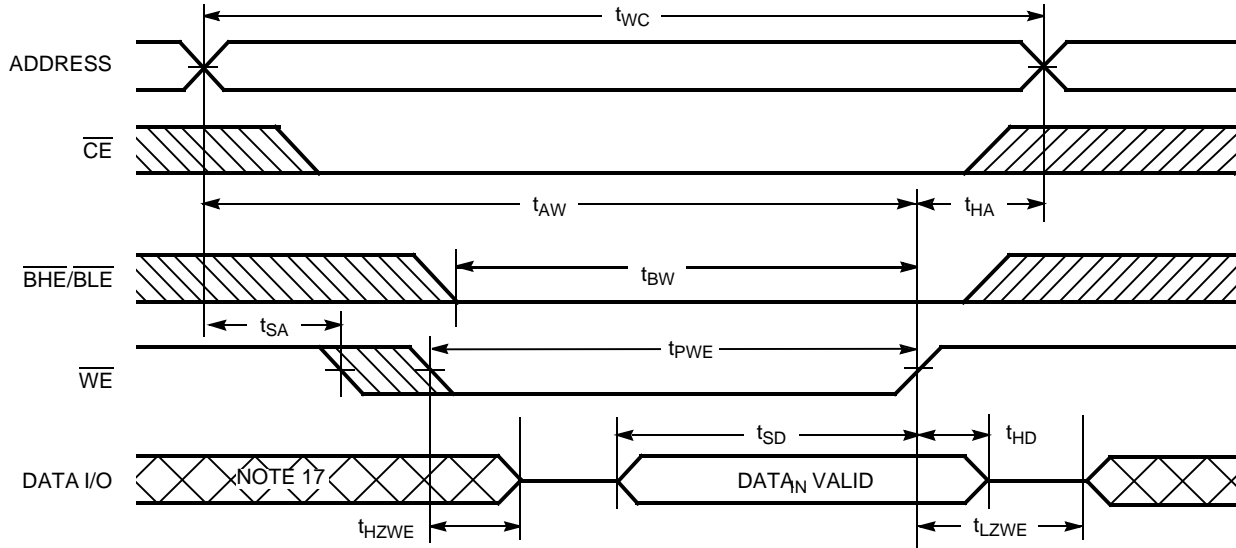 tWC
ADDRESS
CE
tAW
tHA
BHE/BLE
tBW
tSA
tPWE
WE
tSD
tHD
DATA I/O
NOTE 17
DATAIN VALID
tHZWE
tLZWE